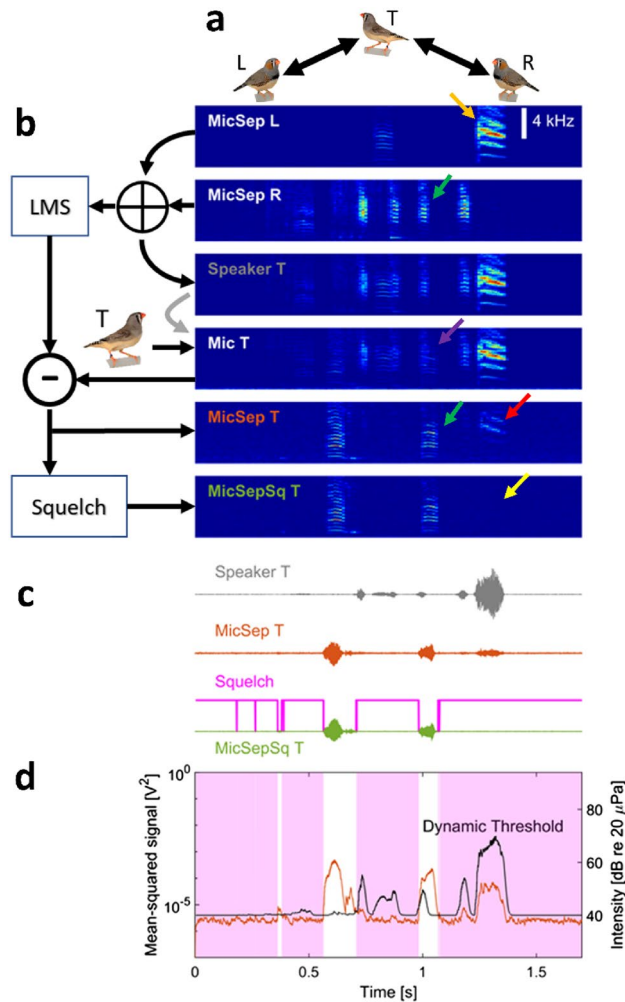 a
T
L
R
b
MicSep L
4 kHz
LMS
MicSep R
Speaker T
T
Mic T
-
MicSep T
Squelch
MicSepSq T
c
Speaker T
MicSep T
Squelch
MicSepSq T
d
Mean-squared signal [V²]
10⁰
10⁻⁵
Dynamic Threshold
80
60
40
Intensity [dB re 20 µPa]
0
0.5
1
1.5
Time [s]